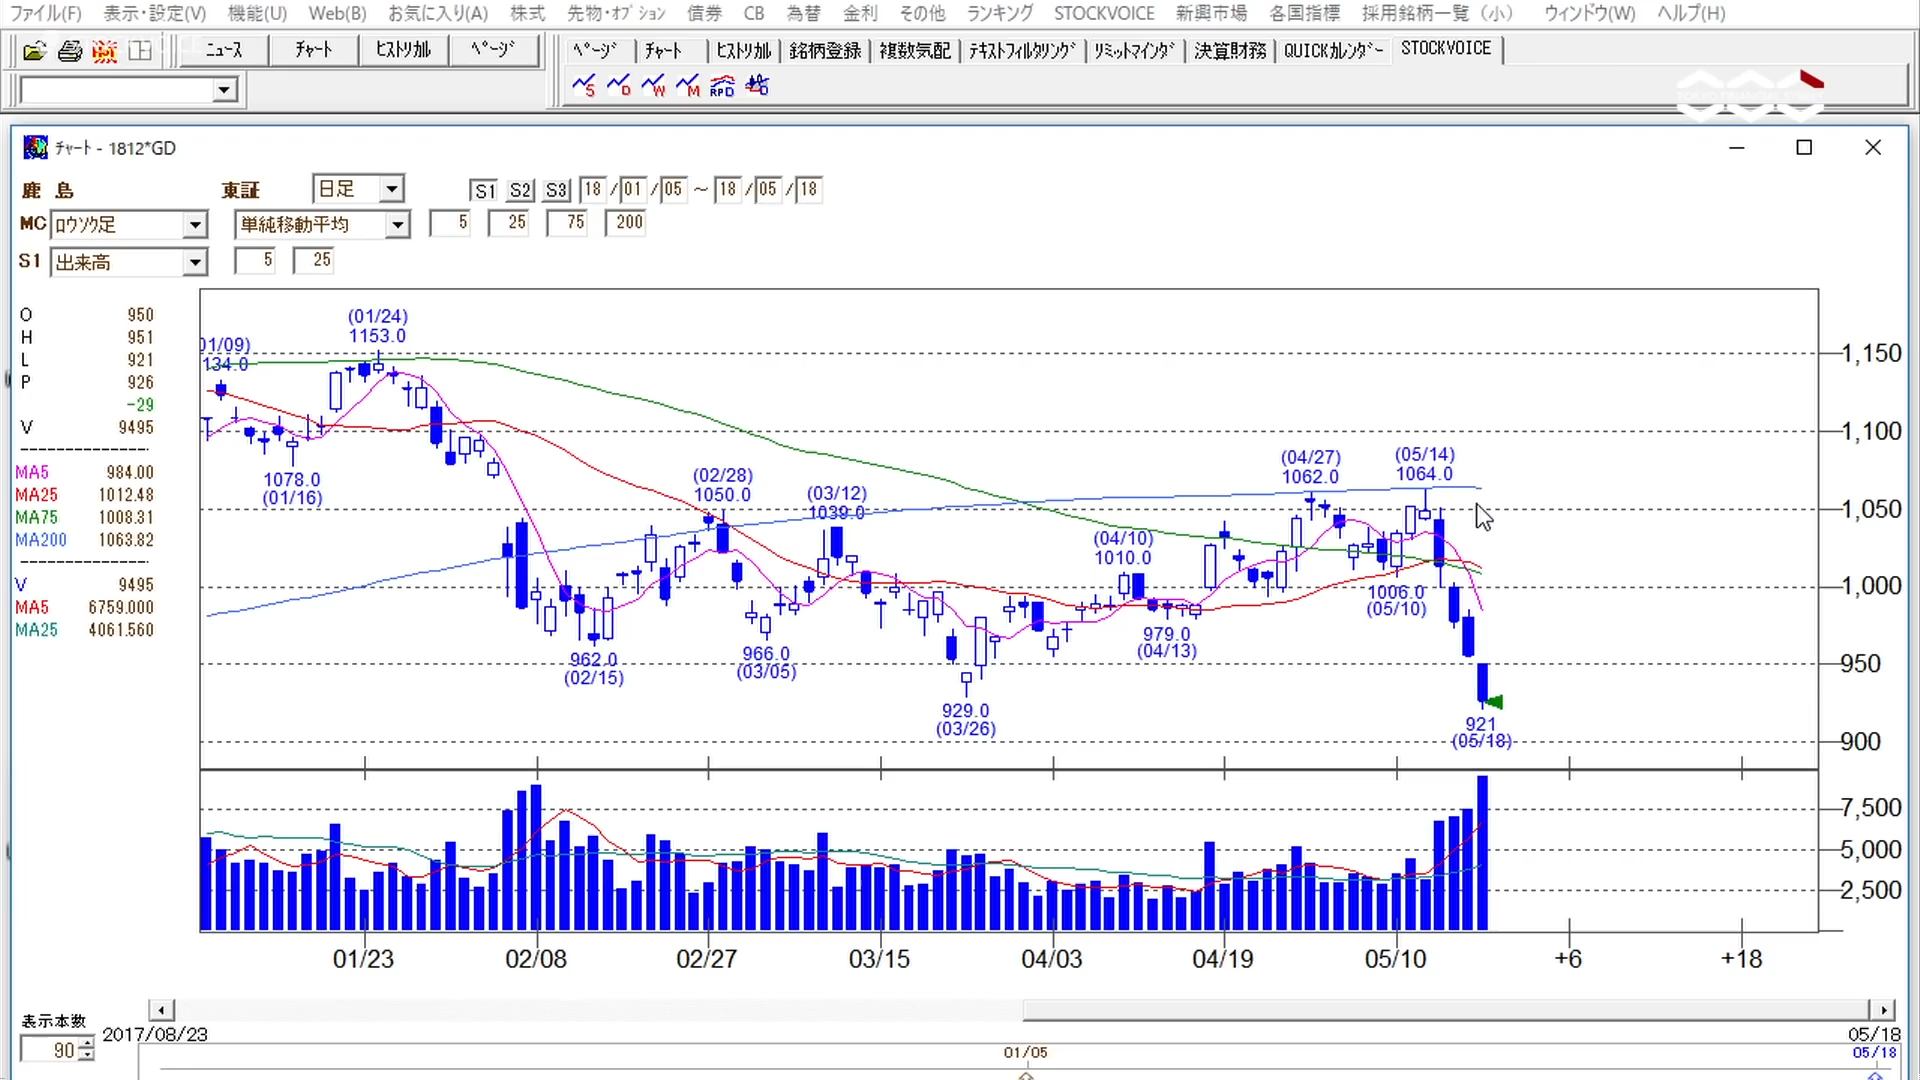 ファイル(F) 表示・設定(V) 機能(U) Web(B) お気に入り(A) 株式 先物・ｵﾌﾟｼｮﾝ 債券 CB 為替 金利 その他 ランキング STOCKVOICE 新興市場 各国指標 採用銘柄一覧（小） ウィンドウ(W) ヘルプ(H)
ﾆｭｰｽ ﾁｬｰﾄ ﾋｽﾄﾘｶﾙ ﾍﾟｰｼﾞ ﾍﾟｰｼﾞ ﾁｬｰﾄ ﾋｽﾄﾘｶﾙ 銘柄登録 複数気配 ﾃｷｽﾄﾌｨﾙﾀﾘﾝｸﾞ ﾘﾐｯﾄﾏｲﾝﾀﾞ 決算財務 QUICKｶﾚﾝﾀﾞｰ STOCKVOICE
5 D W M RPD
ﾁｬｰﾄ - 1812*GD
鹿 島 東証 日足 S1 S2 S3 18 / 01 / 05 ～ 18 / 05 / 18
MC ﾛｳｿｸ足 単純移動平均 5 25 75 200
S1 出来高 5 25
O 950
H 951
L 921
P 926
-29
V 9495
MA5 984.00
MA25 1012.48
MA75 1008.31
MA200 1063.82
V 9495
MA5 6759.000
MA25 4061.560
01/09)
134.0
(01/24)
1153.0
1078.0
(01/16)
962.0
(02/15)
(02/28)
1050.0
966.0
(03/05)
(03/12)
1039.0
929.0
(03/26)
(04/10)
1010.0
979.0
(04/13)
(04/27)
1062.0
1006.0
(05/10)
(05/14)
1064.0
921
(05/18)
1,150
1,100
1,050
1,000
950
900
7,500
5,000
2,500
01/23 02/08 02/27 03/15 04/03 04/19 05/10 +6 +18
表示本数
90
2017/08/23
05/18
01/05
05/18